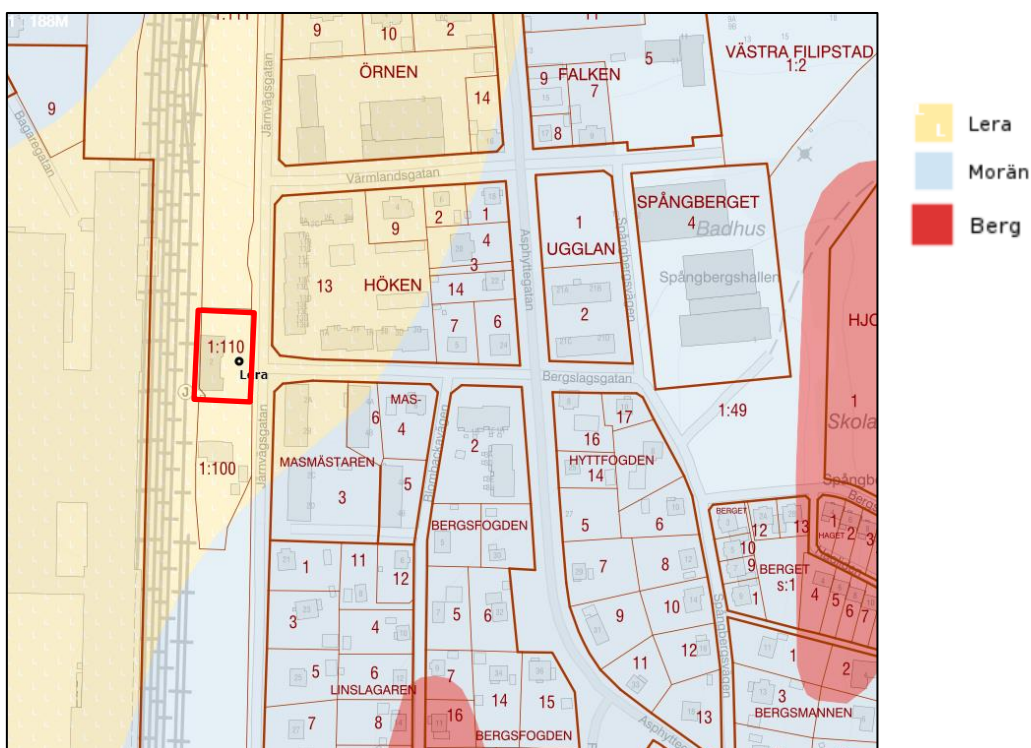 1:111
188M
9
10
2
ÖRNEN
14
9
FALKEN
7
8
5
11
VÄSTRA FILIPSTAD
1:2
9
Bagaregatan
Järnvägsgatan
Värmlandsgatan
Lera
Morän
Berg
13
HÖKEN
9
2
1
4
3
14
7
6
Asphyttegatan
1
UGGLAN
2
Spångbergsvägen
SPÅNGBERGET
4
Badhus
Spångbergshallen
HJO
1
Skola
1:110
Lera
J
Bergslagsgatan
1:49
1:100
Järnvägsgatan
MASMÄSTAREN
3
6
MAS-
4
5
Blombackavägen
2
BERGSFOGDEN
16
17
HYTTFOGDEN
14
5
6
7
8
9
10
11
12
13
Spångbergsvägen
BERGET
12
13
10
9
BERGET
s:1
1
HAGET
1
2
3
4
5
6
7
1
11
12
3
4
5
6
LINSLAGAREN
7
8
5
6
7
14
15
16
BERGSFOGDEN
Asphytteg
1
2
3
BERGSMANNEN